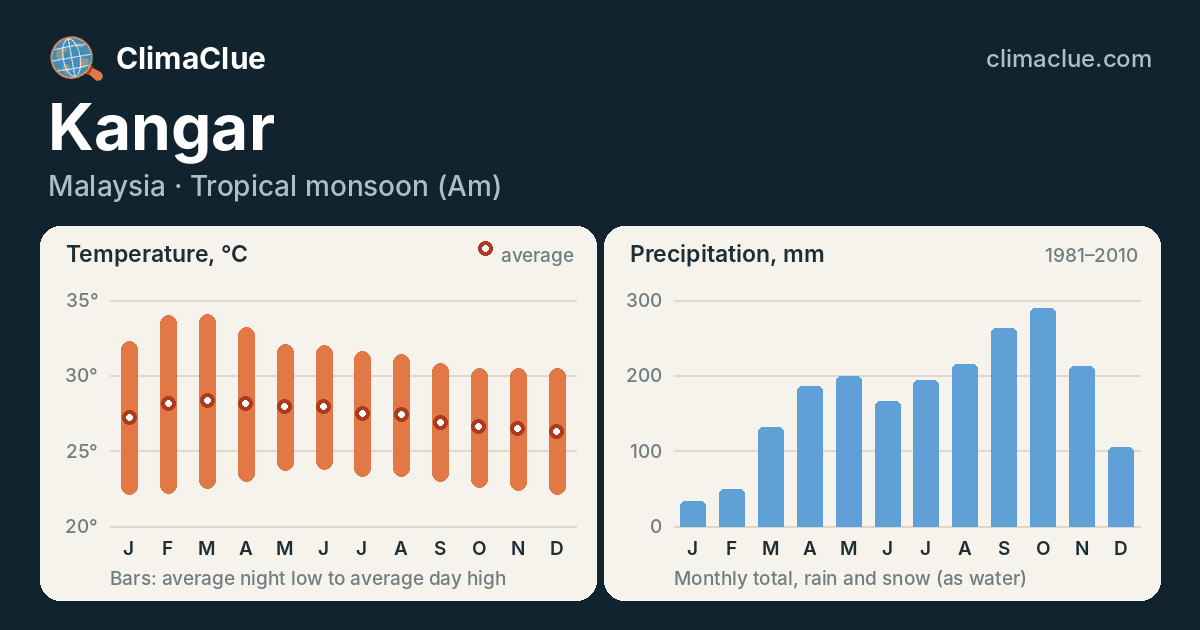 ClimaClue
climaclue.com
Kangar
Malaysia · Tropical monsoon (Am)
Temperature, °C
average
35°
30°
25°
20°
J F M A M J J A S O N D
Bars: average night low to average day high
Precipitation, mm
1981–2010
300
200
100
0
J F M A M J J A S O N D
Monthly total, rain and snow (as water)